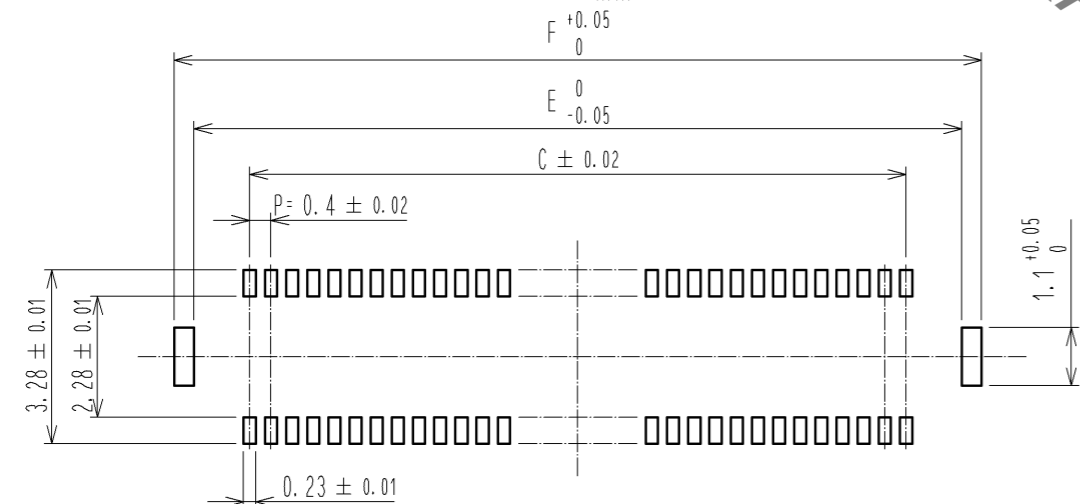 F +0.05 0
E 0 -0.05
C ± 0.02
P= 0.4 ± 0.02
1.1 +0.05 0
3.28 ± 0.01
2.28 ± 0.01
0.23 ± 0.01